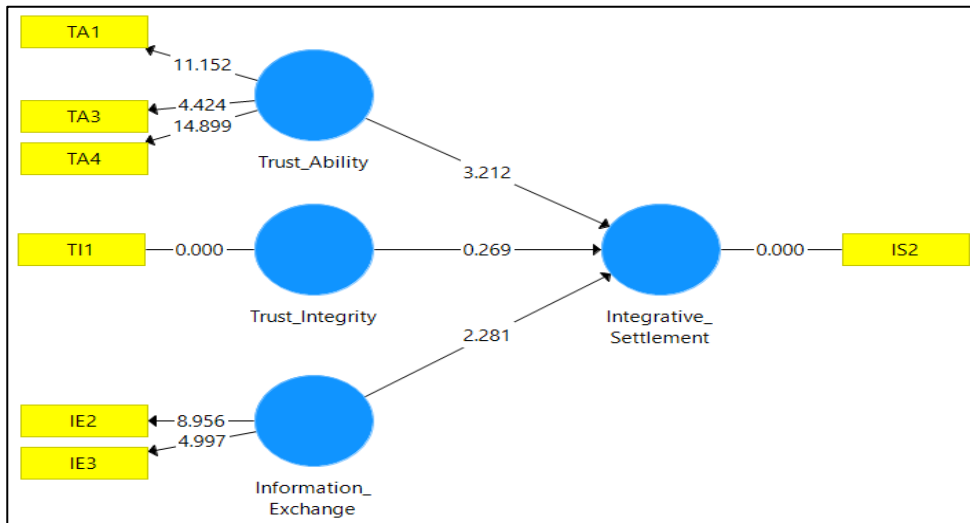 TA1
11.152
TA3
4.424
14.899
TA4
Trust_Ability
3.212
TI1
0.000
0.269
0.000
IS2
Trust_Integrity
Integrative_
Settlement
2.281
IE2
8.956
4.997
IE3
Information_
Exchange